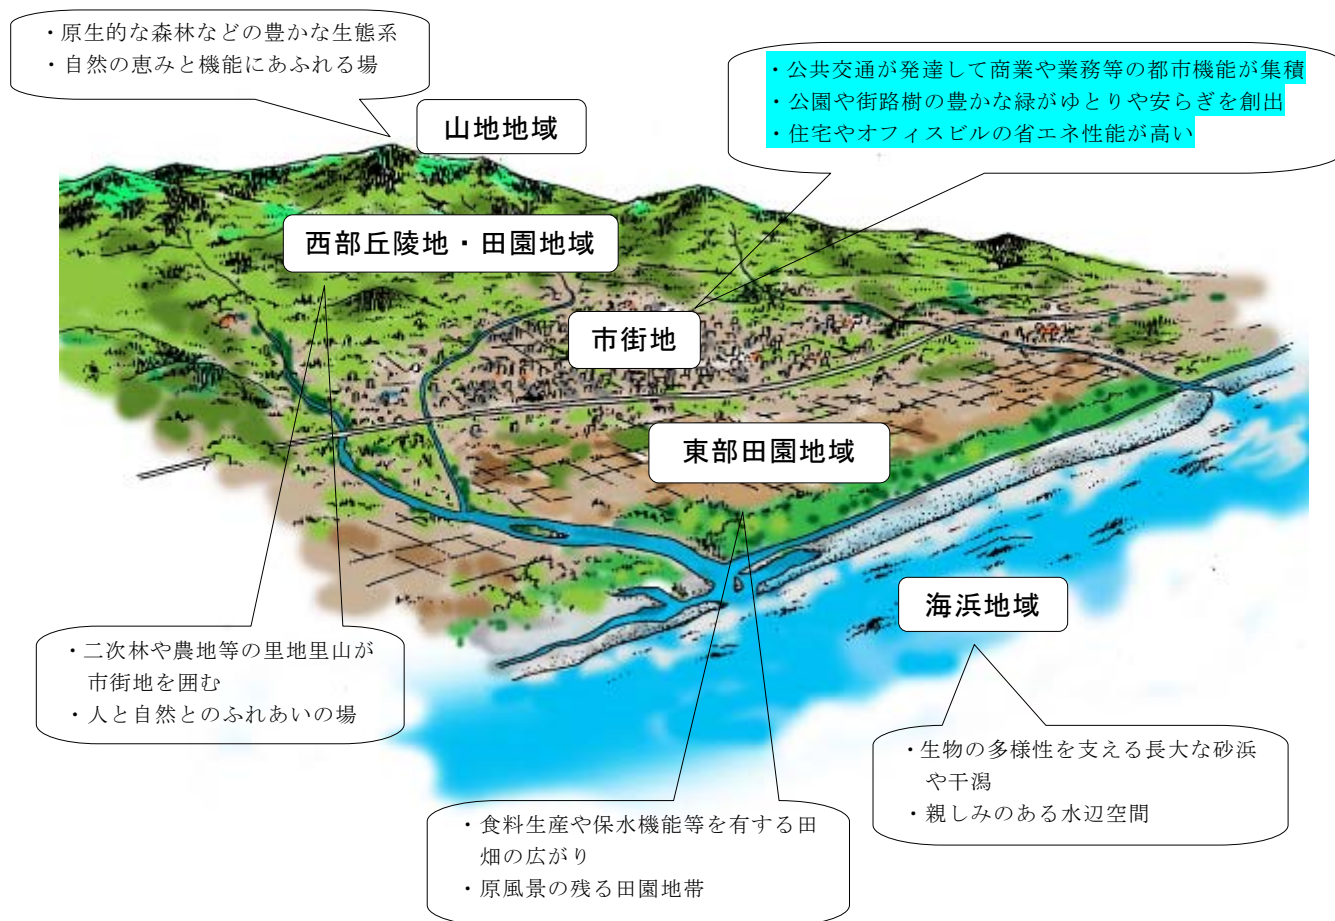 ・原生的な森林などの豊かな生態系
・自然の恵みと機能にあふれる場
山地地域
・公共交通が発達して商業や業務等の都市機能が集積
・公園や街路樹の豊かな緑がゆとりや安らぎを創出
・住宅やオフィスビルの省エネ性能が高い
西部丘陵地・田園地域
市街地
東部田園地域
海浜地域
・二次林や農地等の里地里山が
市街地を囲む
・人と自然とのふれあいの場
・生物の多様性を支える長大な砂浜
や干潟
・親しみのある水辺空間
・食料生産や保水機能等を有する田
畑の広がり
・原風景の残る田園地帯